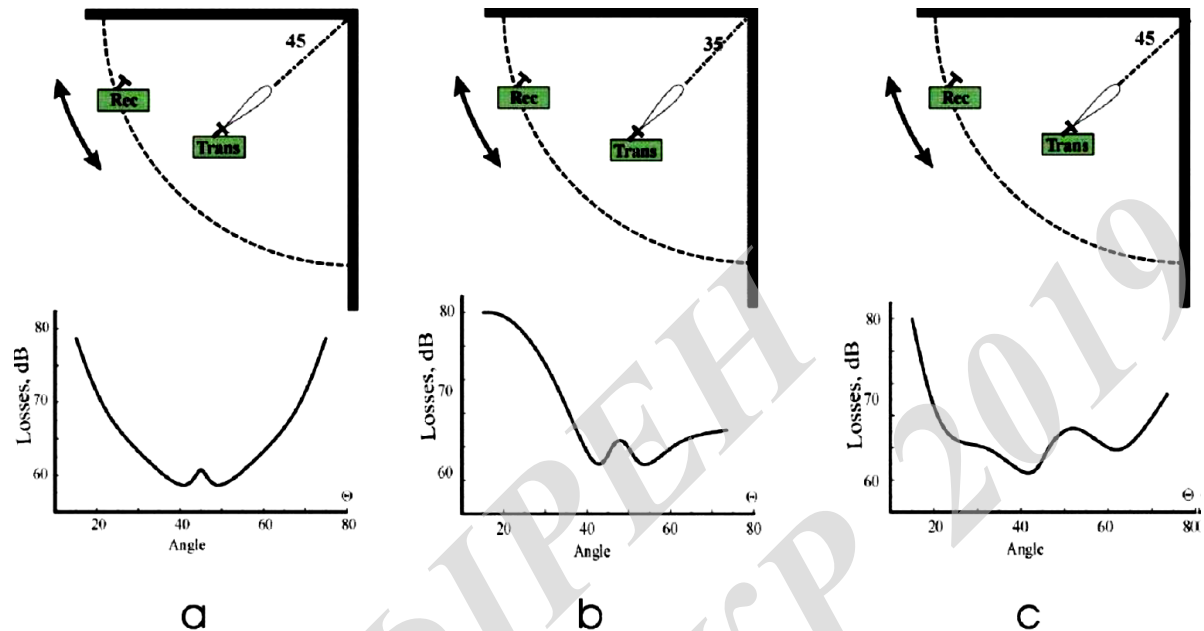 45
Rec
Trans
35
Rec
Trans
45
Rec
Trans
Losses, dB
80
70
60
20
40
60
80
Θ
Angle
Losses, dB
80
70
60
20
40
60
80
Θ
Angle
Losses, dB
80
70
60
20
40
60
80
Θ
Angle
a
b
c
2019